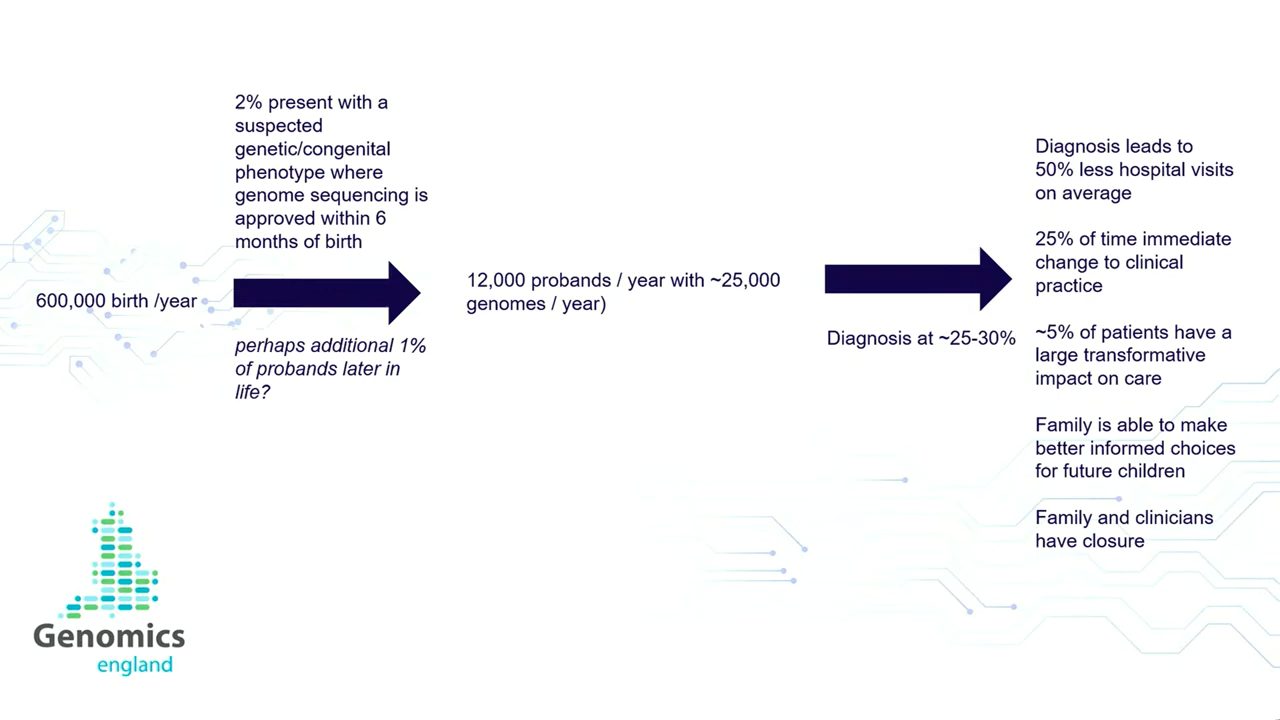 2% present with a
suspected
genetic/congenital
phenotype where
genome sequencing is
approved within 6
months of birth
600,000 birth /year
perhaps additional 1%
of probands later in
life?
12,000 probands / year with ~25,000
genomes / year)
Diagnosis at ~25-30%
Diagnosis leads to
50% less hospital visits
on average
25% of time immediate
change to clinical
practice
~5% of patients have a
large transformative
impact on care
Family is able to make
better informed choices
for future children
Family and clinicians
have closure
Genomics
england